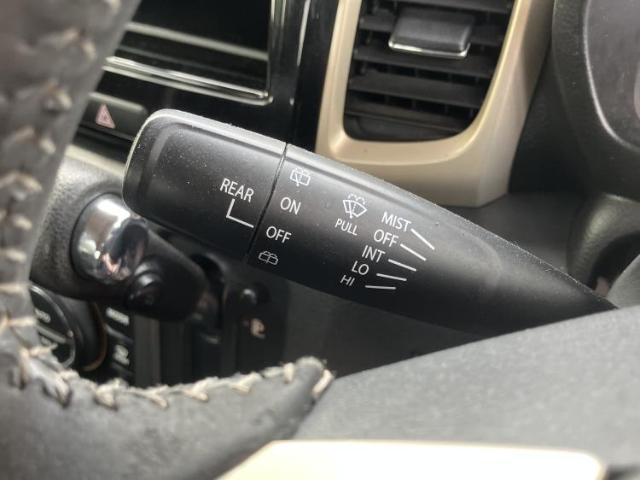 REAR
ON
OFF
PULL
MIST
OFF
INT
LO
HI